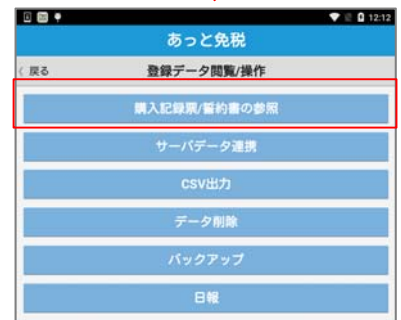 12:12
あっと免税
戻る
登録データ閲覧/操作
購入記録票/誓約書の参照
サーバデータ連携
CSV出力
データ削除
バックアップ
日報